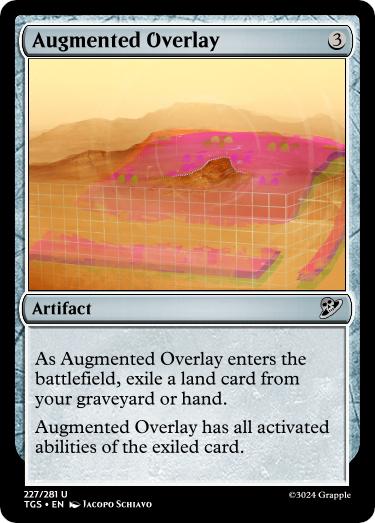 Augmented Overlay 3
Artifact
As Augmented Overlay enters the
battlefield, exile a land card from
your graveyard or hand.
Augmented Overlay has all activated
abilities of the exiled card.
227/281 U
TGS • EN Jacopo Schiavo
©3024 Grapple